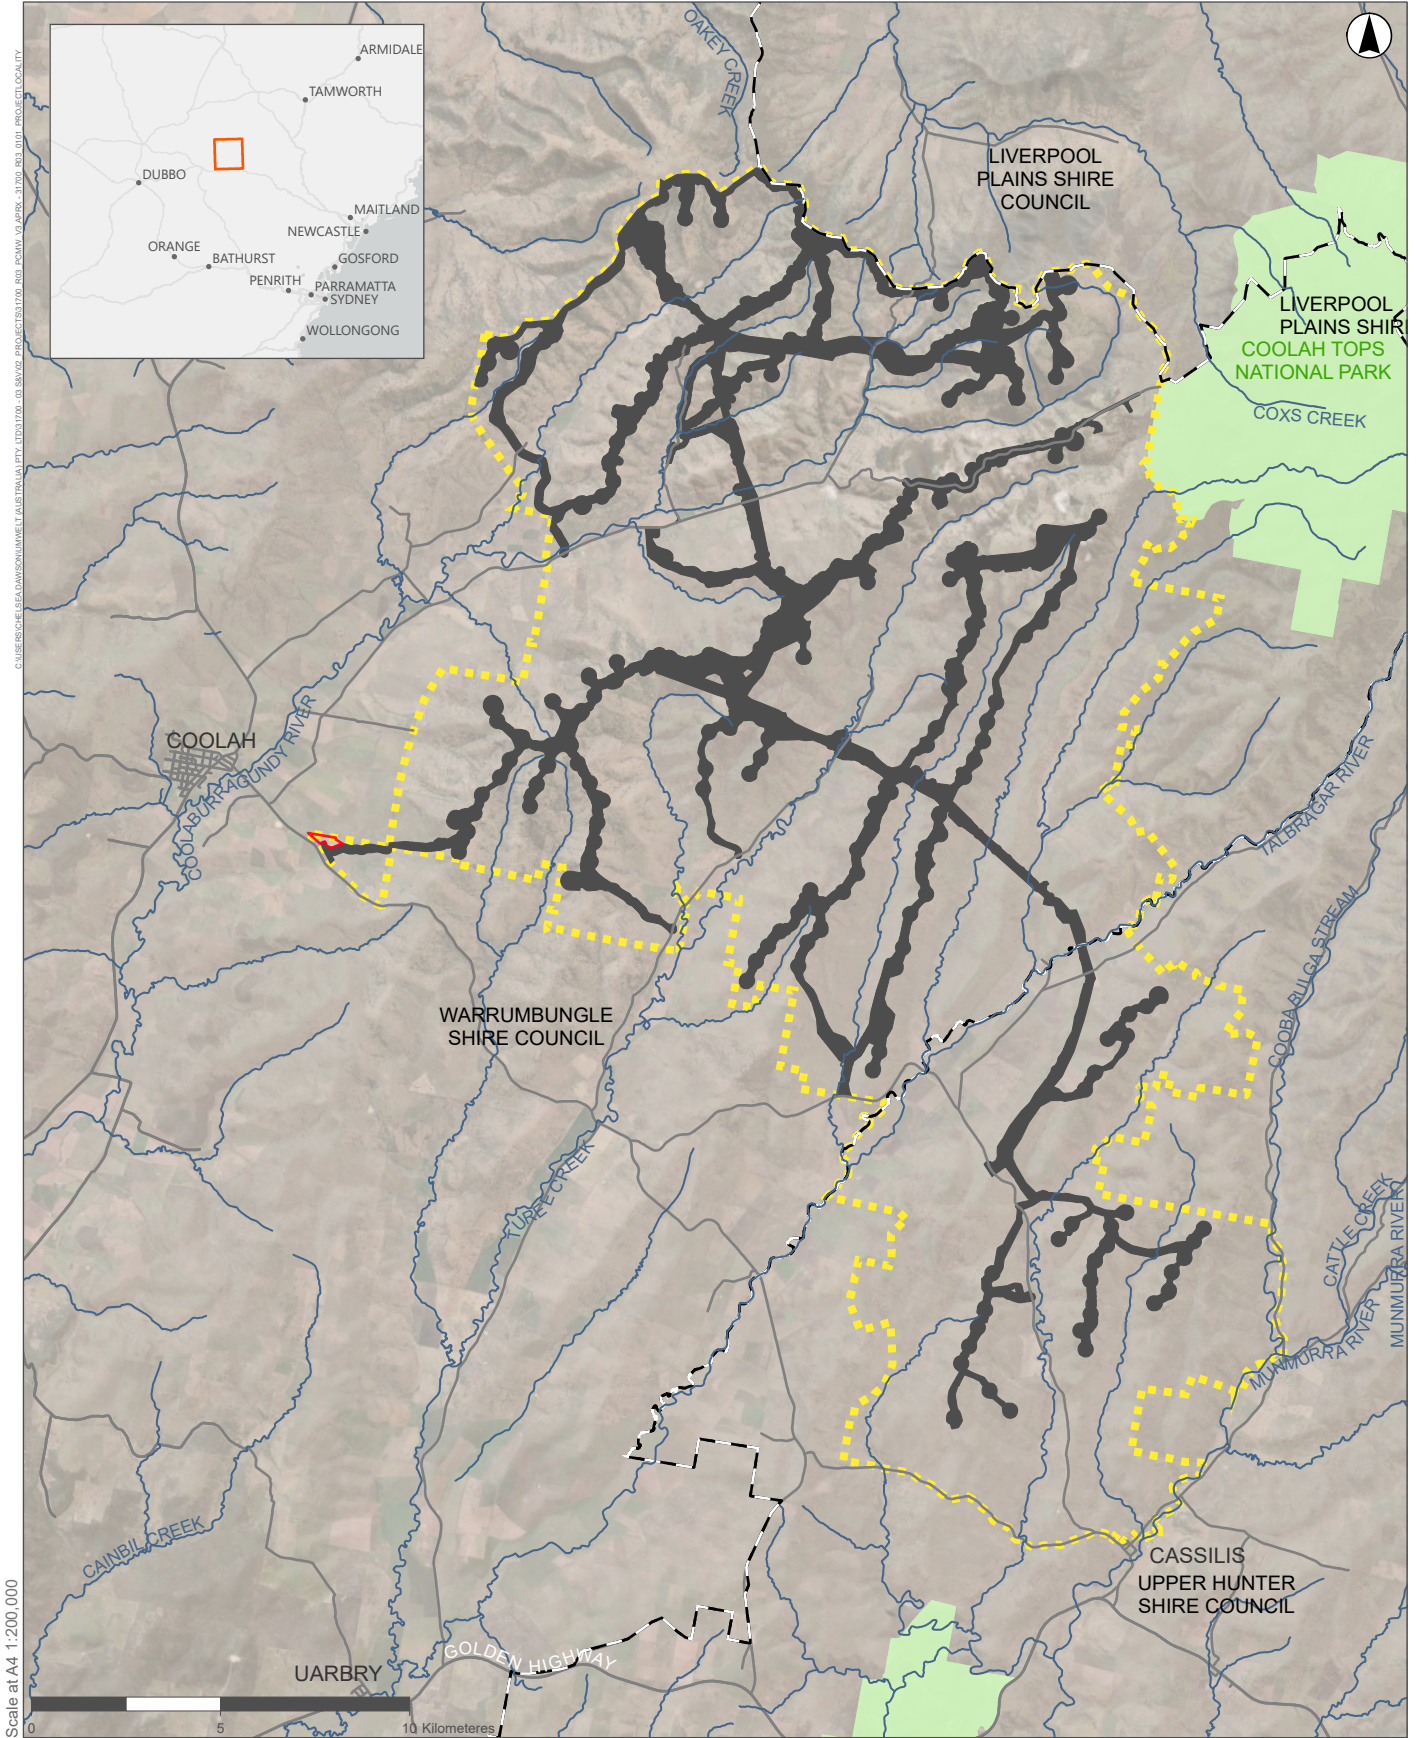 OAKEY CREEK
ARMIDALE
TAMWORTH
DUBBO
MAITLAND
NEWCASTLE
ORANGE
BATHURST
GOSFORD
PENRITH
PARRAMATTA
SYDNEY
WOLLONGONG
LIVERPOOL
PLAINS SHIRE
COUNCIL
LIVERPOOL
PLAINS SHIR
COOLAH TOPS
NATIONAL PARK
COXS CREEK
COOLAH
COOLABURRAGUNDY RIVER
TALBRAGAR RIVER
COOBA BULGA STREAM
WARRUMBUNGLE
SHIRE COUNCIL
TUREE CREEK
CATTLE CREEK
MUNMURRA RIVER
MUNMURRA RIVER
CAINBIL CREEK
CASSILIS
UPPER HUNTER
SHIRE COUNCIL
GOLDEN HIGHWAY
UARBRY
0 5 10 Kilometeres
Scale at A4 1:200,000